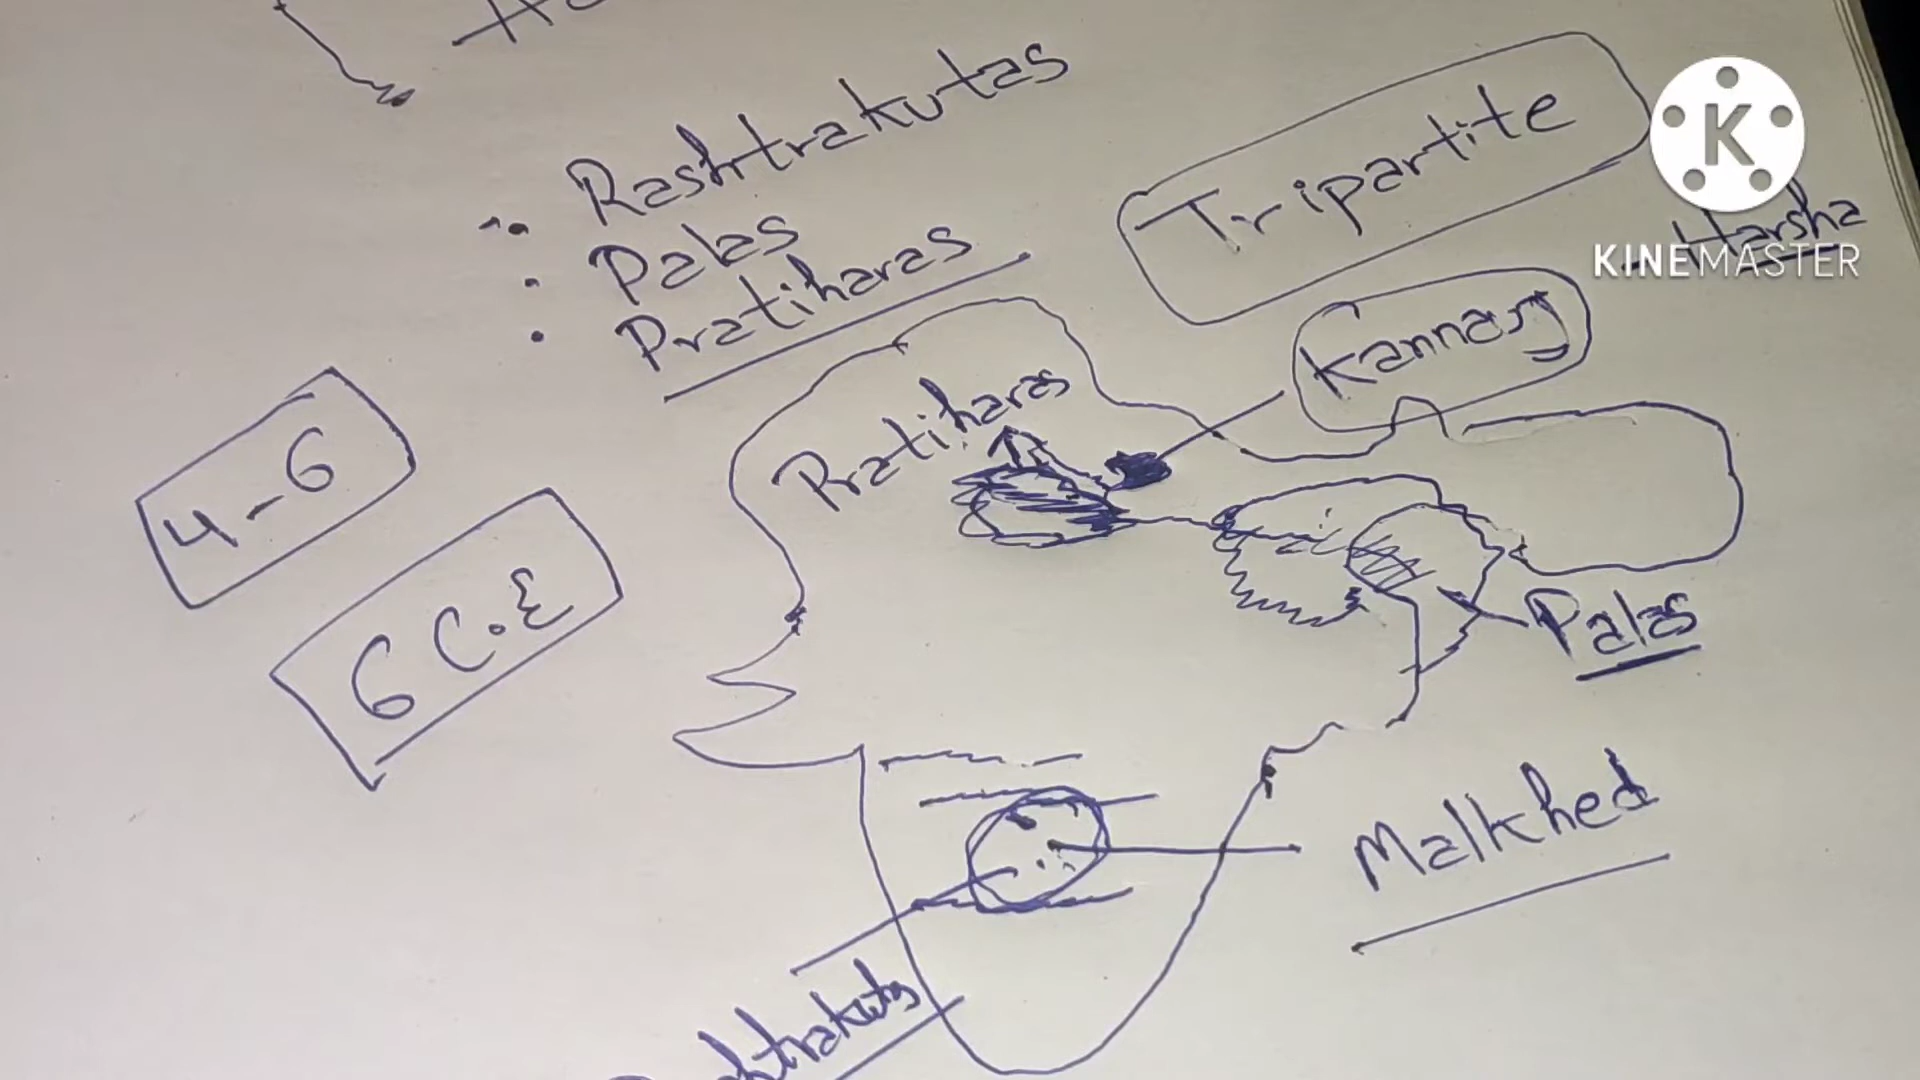 Rashtrakutas
Palas
Pratiharas
Tripartite
K
KINEMASTER
Harsha
Kannauj
Pratiharas
4-6
6 C.E
Palas
Malkhed